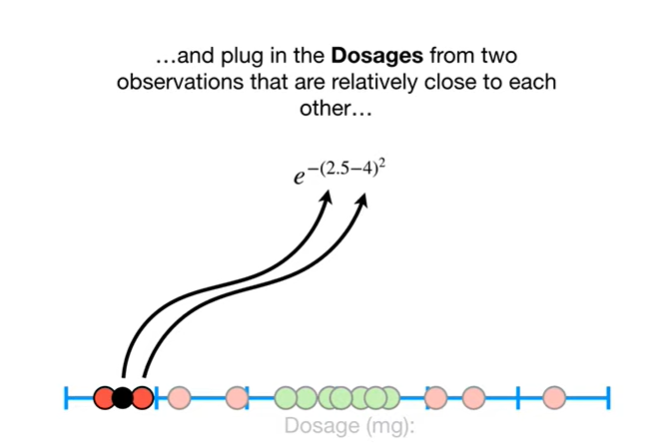 …and plug in the Dosages from two
observations that are relatively close to each
other…
e^{-(2.5-4)^2}
Dosage (mg):